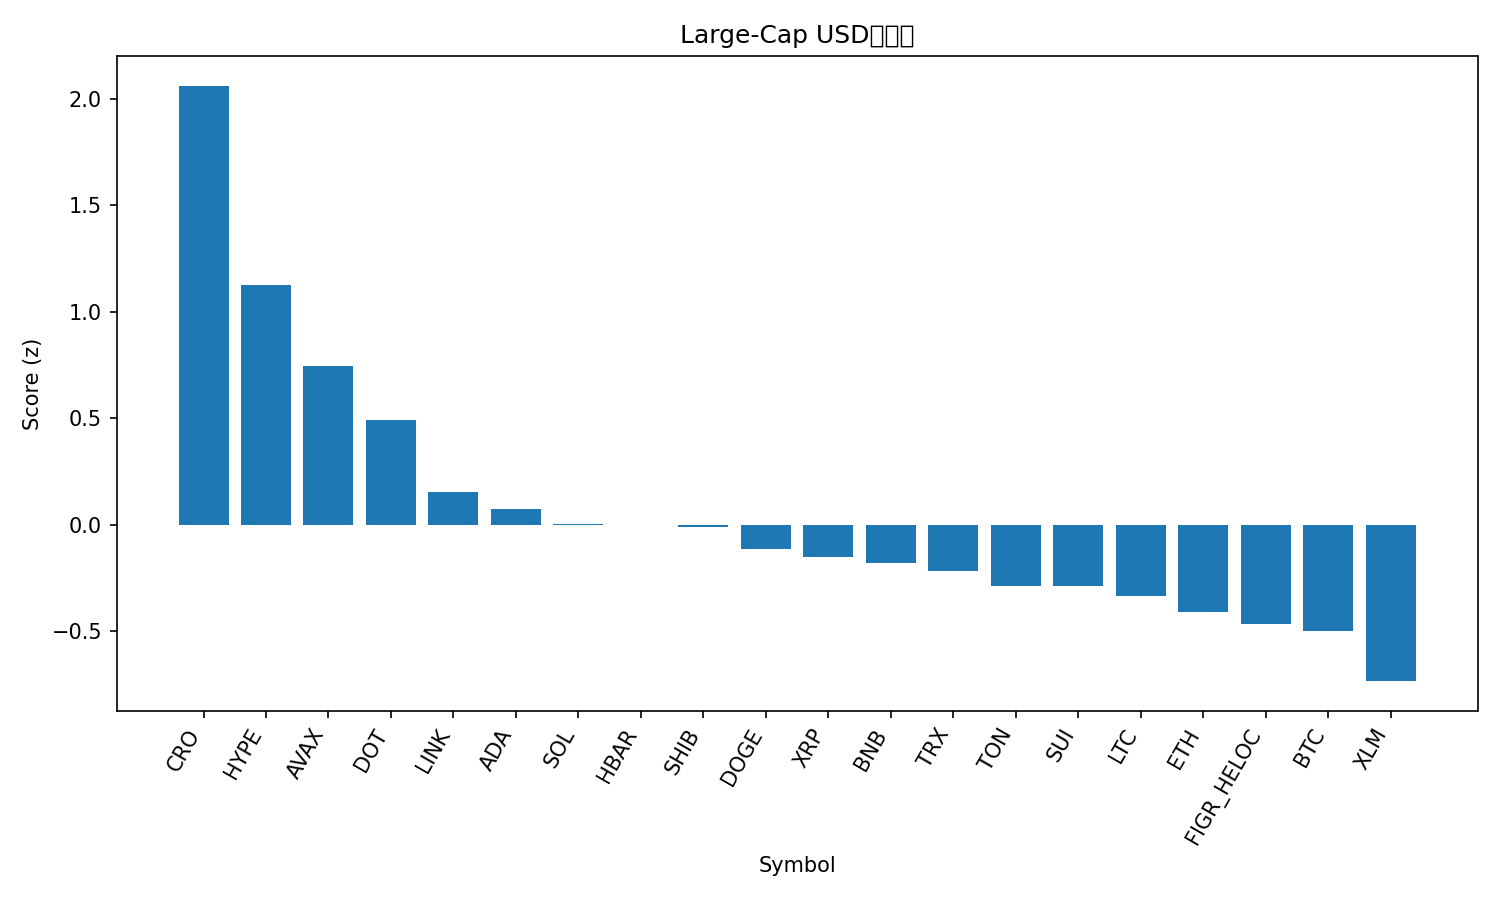 Large-Cap USD
Score (z)
2.0
1.5
1.0
0.5
0.0
−0.5
CRO
HYPE
AVAX
DOT
LINK
ADA
SOL
HBAR
SHIB
DOGE
XRP
BNB
TRX
TON
SUI
LTC
ETH
FIGR_HELOC
BTC
XLM
Symbol